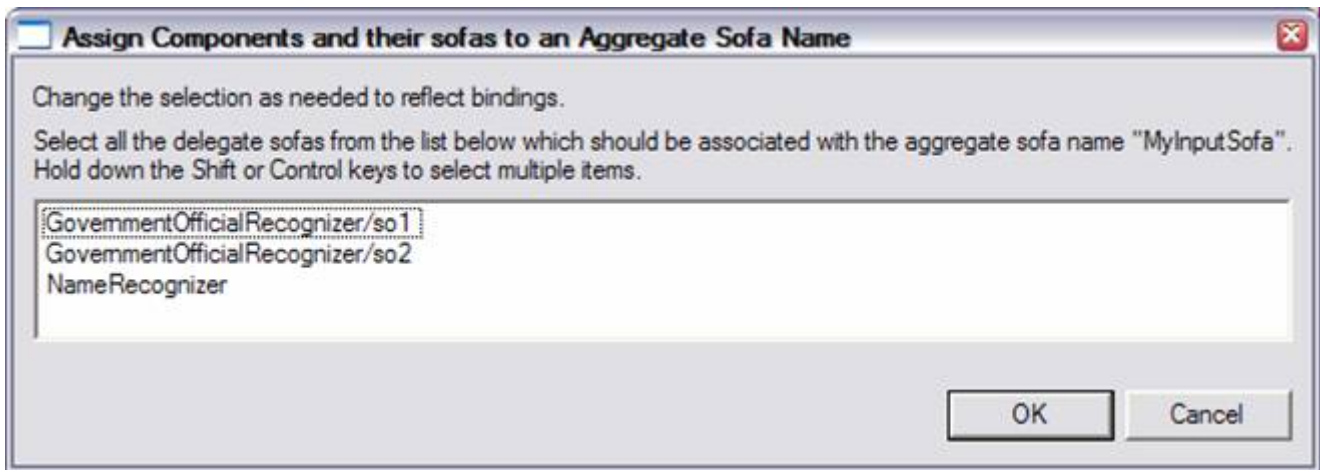 Assign Components and their sofas to an Aggregate Sofa Name
Change the selection as needed to reflect bindings.
Select all the delegate sofas from the list below which should be associated with the aggregate sofa name "MyInputSofa".
Hold down the Shift or Control keys to select multiple items.
GovernmentOfficialRecognizer/so1
GovernmentOfficialRecognizer/so2
NameRecognizer
OK
Cancel